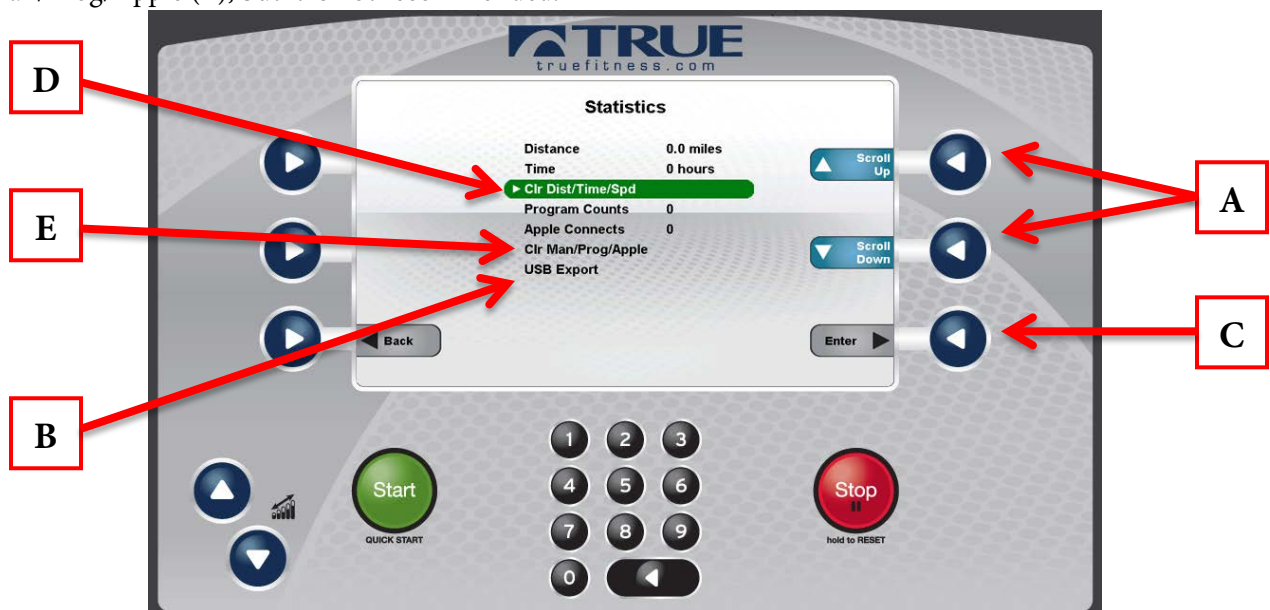 TRUE
truefitness.com
D
Statistics
Distance 0.0 miles
Scroll Up
Time 0 hours
Clr Dist/Time/Spd
A
Program Counts 0
E
Apple Connects 0
Clr Man/Prog/Apple
Scroll Down
USB Export
Back
Enter
C
B
1 2 3
Start
4 5 6
Stop
QUICK START
7 8 9
hold to RESET
0